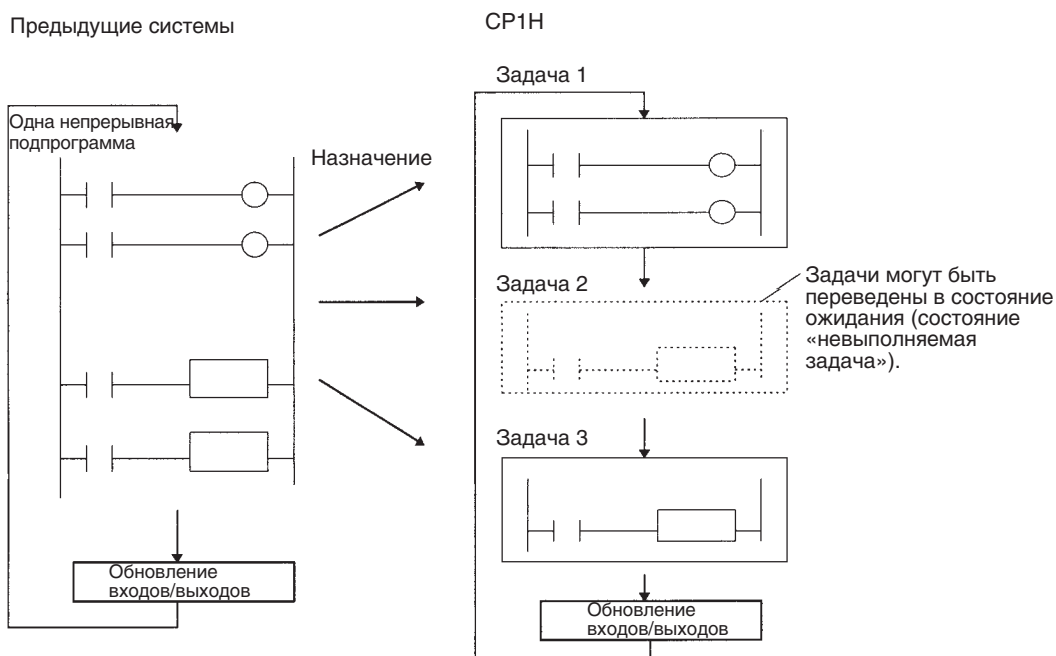 Предыдущие системы
CP1H
Одна непрерывная
подпрограмма
Назначение
Задача 1
Задача 2
Задачи могут быть
переведены в состояние
ожидания (состояние
«невыполняемая
задача»).
Задача 3
Обновление
входов/выходов
Обновление
входов/выходов